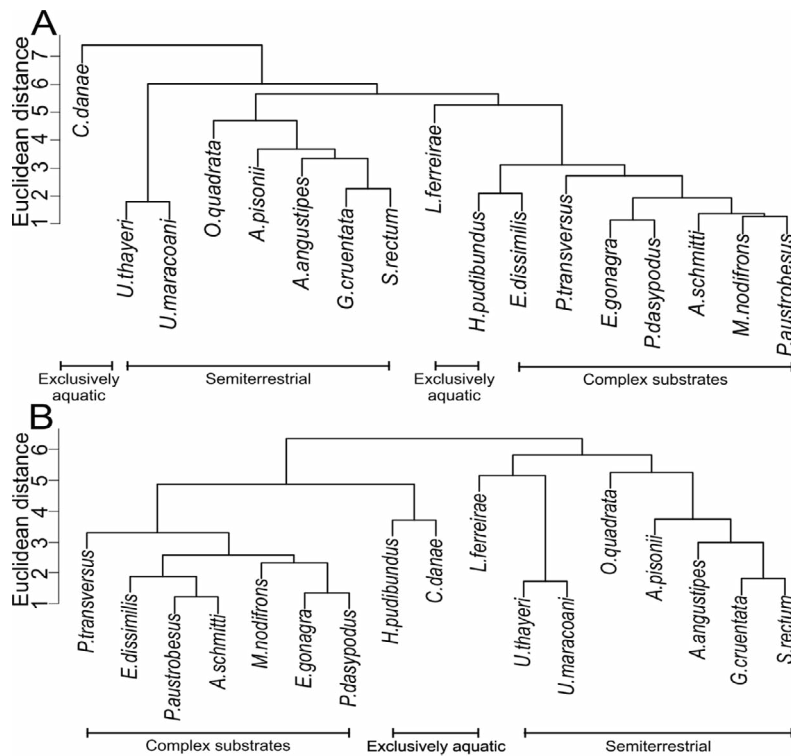 A
Euclidean distance
7
6
5
4
3
2
1
C.danae
U.thayeri
U.maracoani
O.quadrata
A.pisonii
A.angustipes
G.cruentata
S.rectum
L.ferreirae
H.pudibundus
E.dissimilis
P.transversus
E.gonagra
P.dasypodus
A.schmitti
M.nodifrons
P.austrobesus
Exclusively
aquatic
Semiterrestrial
Exclusively
aquatic
Complex substrates
B
Euclidean distance
6
5
4
3
2
1
P.transversus
E.dissimilis
P.austrobesus
A.schmitti
M.nodifrons
E.gonagra
P.dasypodus
H.pudibundus
C.danae
L.ferreirae
U.thayeri
U.maracoani
O.quadrata
A.pisonii
A.angustipes
G.cruentata
S.rectum
Complex substrates
Exclusively aquatic
Semiterrestrial